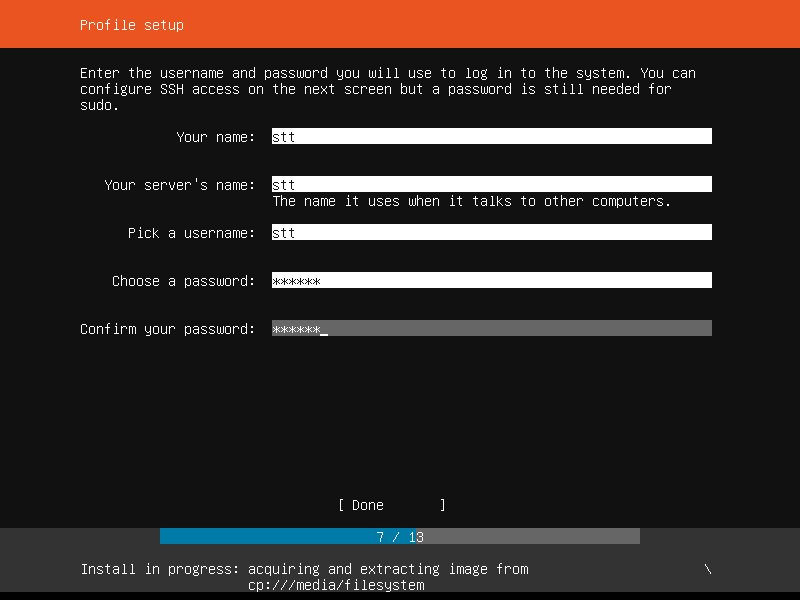 Profile setup
Enter the username and password you will use to log in to the system. You can
configure SSH access on the next screen but a password is still needed for
sudo.
Your name: stt
Your server's name: stt
The name it uses when it talks to other computers.
Pick a username: stt
Choose a password: ******
Confirm your password: ******_
[ Done ]
7 / 13
Install in progress: acquiring and extracting image from \
cp:///media/filesystem